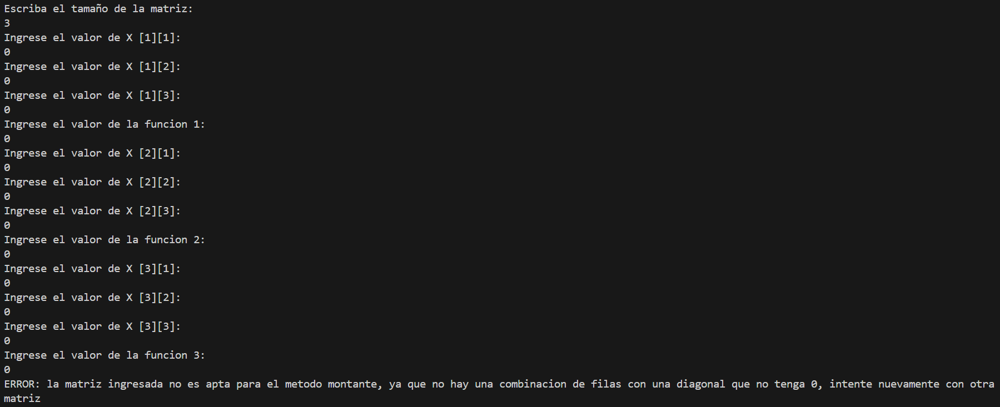 Escriba el tamaño de la matriz:
3
Ingrese el valor de X [1][1]:
0
Ingrese el valor de X [1][2]:
0
Ingrese el valor de X [1][3]:
0
Ingrese el valor de la funcion 1:
0
Ingrese el valor de X [2][1]:
0
Ingrese el valor de X [2][2]:
0
Ingrese el valor de X [2][3]:
0
Ingrese el valor de la funcion 2:
0
Ingrese el valor de X [3][1]:
0
Ingrese el valor de X [3][2]:
0
Ingrese el valor de X [3][3]:
0
Ingrese el valor de la funcion 3:
0
ERROR: la matriz ingresada no es apta para el metodo montante, ya que no hay una combinacion de filas con una diagonal que no tenga 0, intente nuevamente con otra
matriz